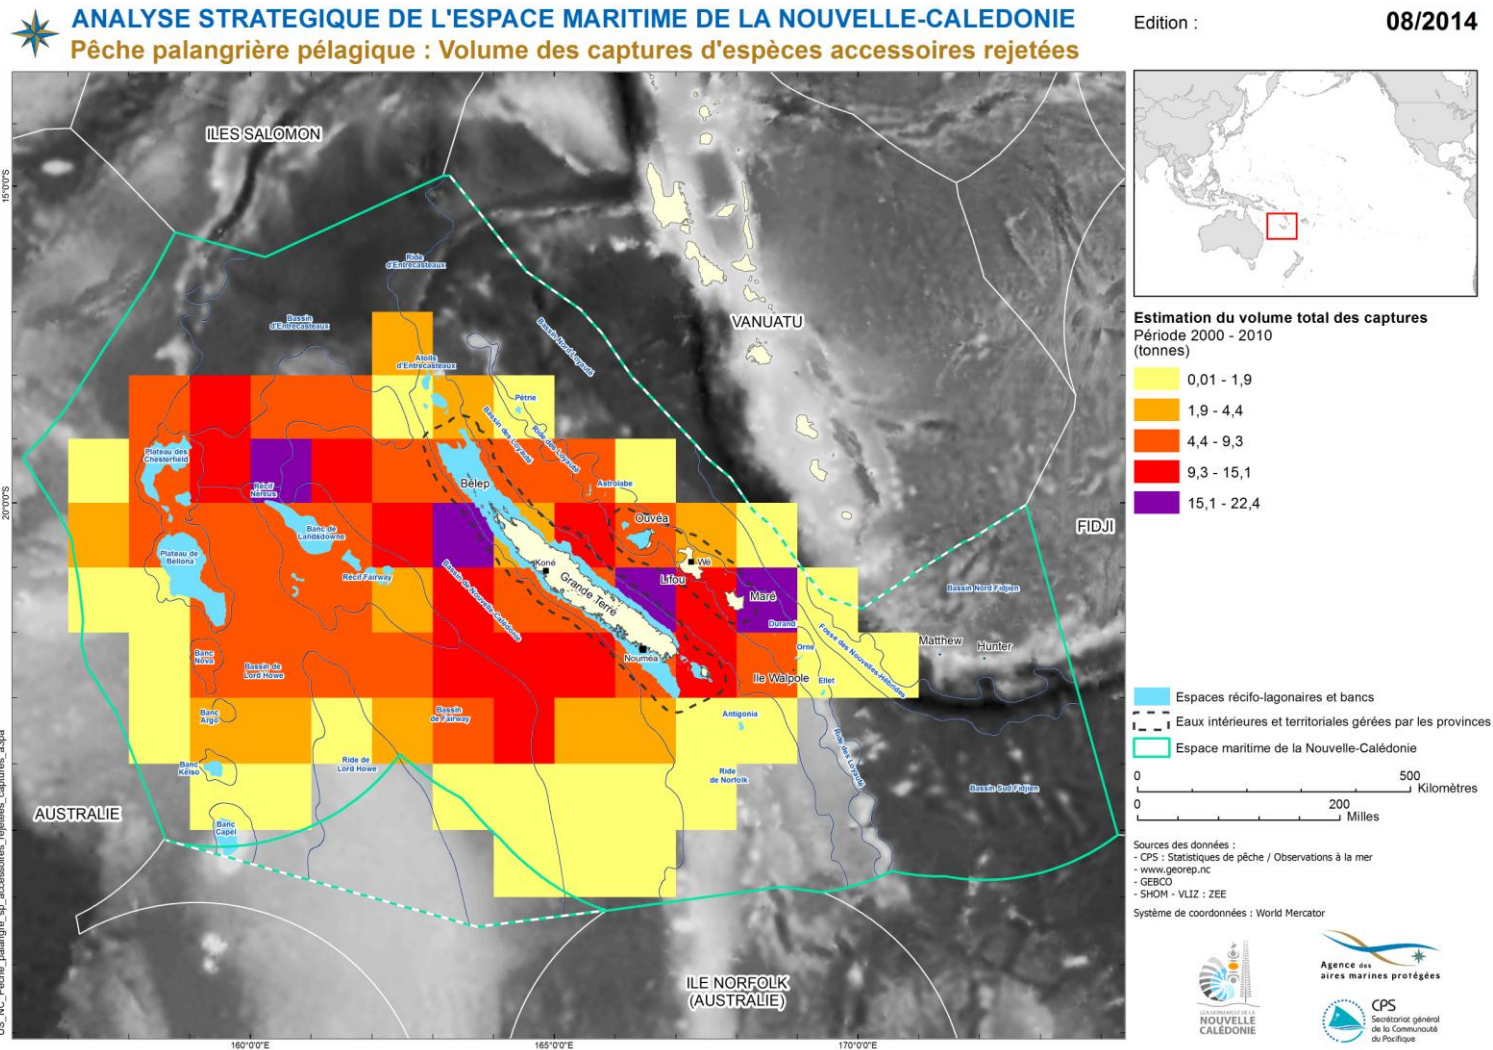 ANALYSE STRATEGIQUE DE L'ESPACE MARITIME DE LA NOUVELLE-CALEDONIE
Pêche palangrière pélagique : Volume des captures d'espèces accessoires rejetées
Edition :
08/2014
ILES SALOMON
15°0'0"S
Ride
d'Entrecasteaux
Bassin
d'Entrecasteaux
Bassin Nord Loyauté
VANUATU
Atolls
d'Entrecasteaux
Pétrie
Bassin des Loyauté
Ride des Loyauté
Plateau des
Chesterfield
Récif
Néréus
Bélep
Astrolabe
20°0'0"S
Banc de
Landsdowne
Ouvéa
FIDJI
Plateau de
Bellona
Koné
Wé
Récif Fairway
Grande Terre
Lifou
Bassin de Nouvelle-Calédonie
Maré
Bassin Nord Fidjien
Durand
Fosse des Nouvelles-Hébrides
Matthew
Hunter
Orne
Banc
Nova
Nouméa
Bassin de
Lord Howe
Ile Walpole
Ellet
Banc
Argo
Bassin
de Fairway
Antigonia
Ride des Loyauté
Banc
Kelso
Ride de
Lord Howe
Ride
de Norfolk
Bassin Sud Fidjien
AUSTRALIE
Banc
Capel
ILE NORFOLK
(AUSTRALIE)
160°0'0"E
165°0'0"E
170°0'0"E
Estimation du volume total des captures
Période 2000 - 2010
(tonnes)
0,01 - 1,9
1,9 - 4,4
4,4 - 9,3
9,3 - 15,1
15,1 - 22,4
Espaces récifo-lagonaires et bancs
Eaux intérieures et territoriales gérées par les provinces
Espace maritime de la Nouvelle-Calédonie
0 500
Kilomètres
0 200
Milles
Sources des données :
- CPS : Statistiques de pêche / Observations à la mer
- www.georep.nc
- GEBCO
- SHOM - VLIZ : ZEE
Système de coordonnées : World Mercator
GOUVERNEMENT DE LA
NOUVELLE
CALÉDONIE
Agence des
aires marines protégées
CPS
Secrétariat général
de la Communauté
du Pacifique